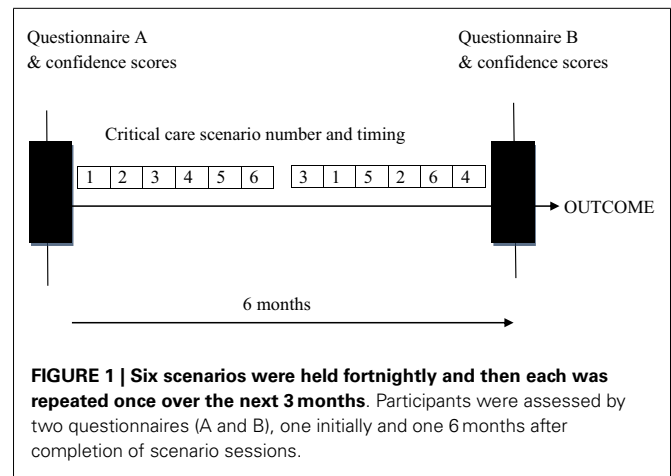 Questionnaire A
& confidence scores
Questionnaire B
& confidence scores
Critical care scenario number and timing
1 2 3 4 5 6 3 1 5 2 6 4
OUTCOME
6 months
FIGURE 1 | Six scenarios were held fortnightly and then each was
repeated once over the next 3 months. Participants were assessed by
two questionnaires (A and B), one initially and one 6 months after
completion of scenario sessions.